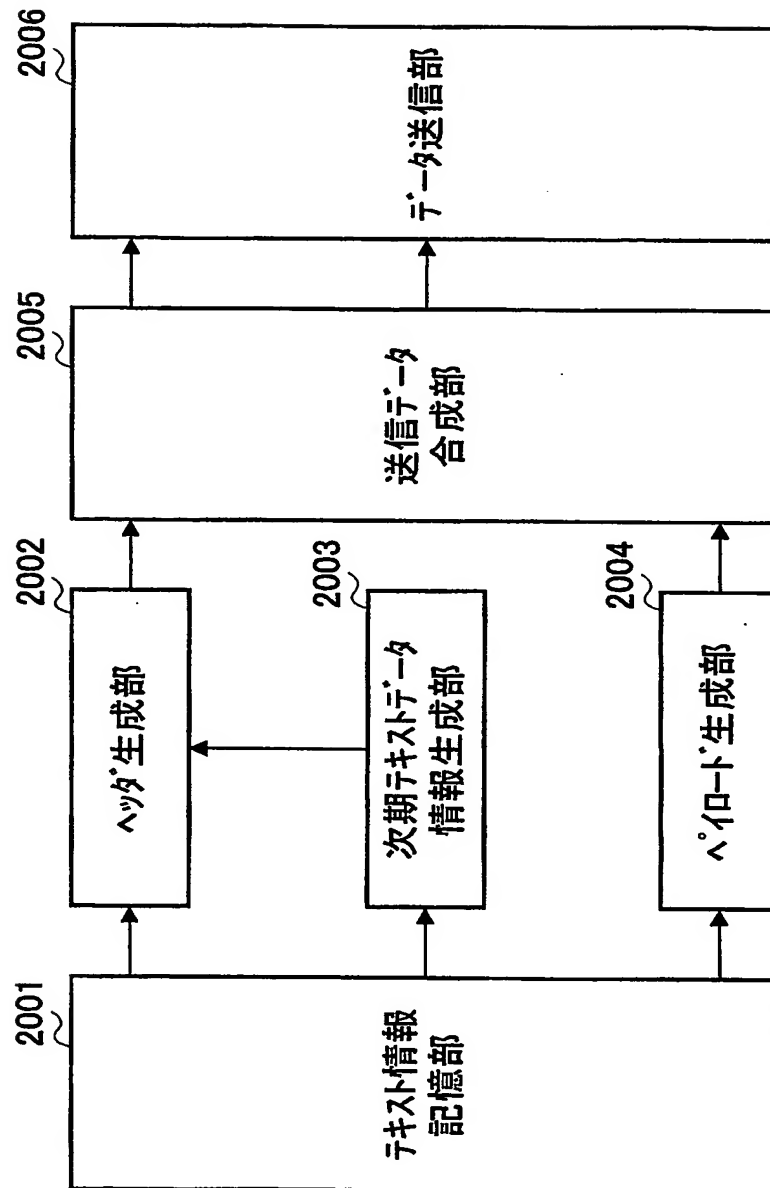 2001
テキスト情報
記憶部
2002
ヘッダ生成部
2003
次期テキストデータ
情報生成部
2004
ペイロード生成部
2005
送信データ
合成部
2006
データ送信部